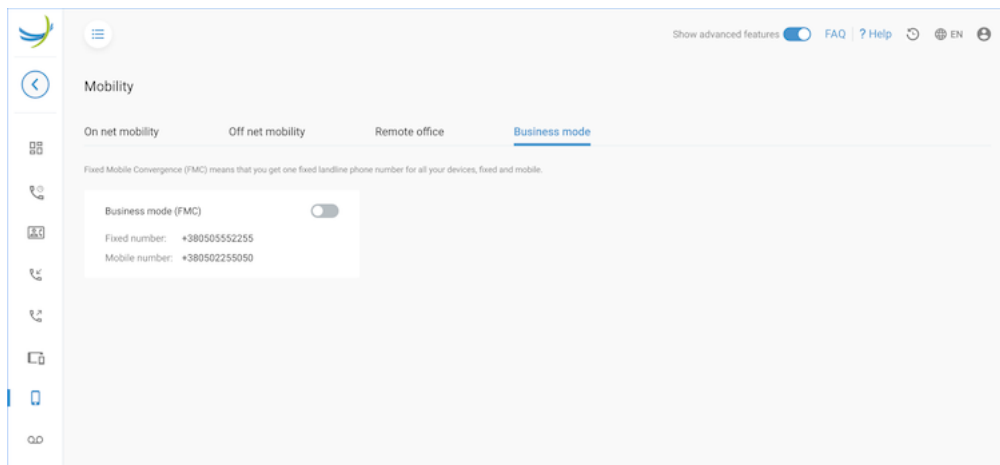 Show advanced features FAQ ? Help EN
Mobility
On net mobility Off net mobility Remote office Business mode
Fixed Mobile Convergence (FMC) means that you get one fixed landline phone number for all your devices, fixed and mobile.
Business mode (FMC)
Fixed number: +380505552255
Mobile number: +380502255050